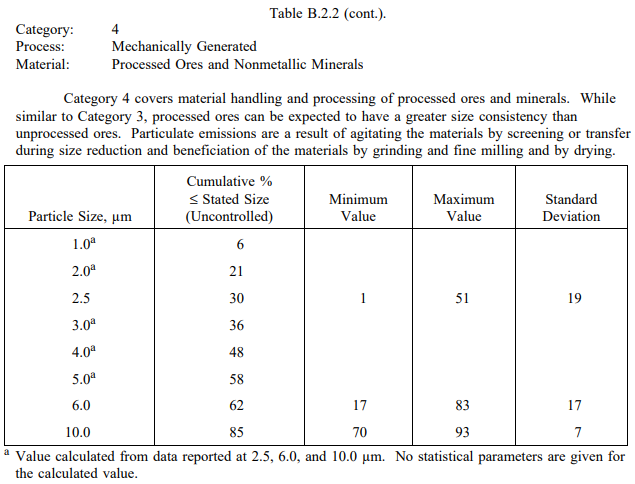 Table B.2.2 (cont.).
Category: 4
Process: Mechanically Generated
Material: Processed Ores and Nonmetallic Minerals
Category 4 covers material handling and processing of processed ores and minerals. While
similar to Category 3, processed ores can be expected to have a greater size consistency than
unprocessed ores. Particulate emissions are a result of agitating the materials by screening or transfer
during size reduction and beneficiation of the materials by grinding and fine milling and by drying.
Particle Size, µm | Cumulative % ≤ Stated Size (Uncontrolled) | Minimum Value | Maximum Value | Standard Deviation
1.0ᵃ 6
2.0ᵃ 21
2.5 30 1 51 19
3.0ᵃ 36
4.0ᵃ 48
5.0ᵃ 58
6.0 62 17 83 17
10.0 85 70 93 7
ᵃ Value calculated from data reported at 2.5, 6.0, and 10.0 µm. No statistical parameters are given for
the calculated value.